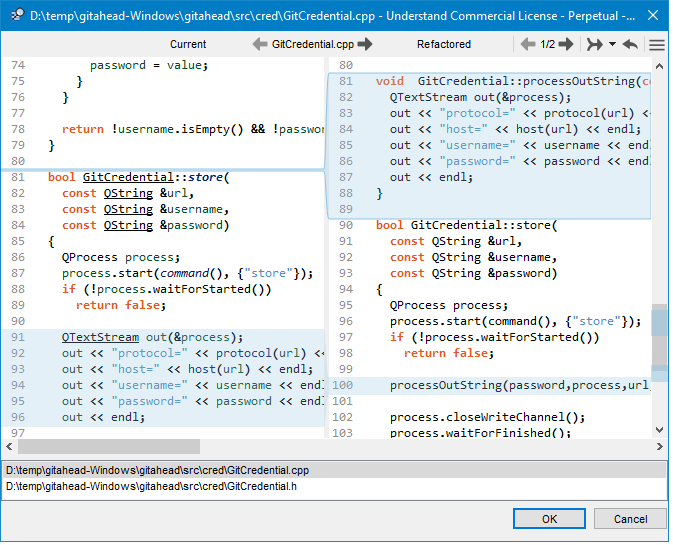 D:\temp\gitahead-Windows\gitahead\src\cred\GitCredential.cpp - Understand Commercial License - Perpetual -...
Current GitCredential.cpp Refactored 1/2
74 password = value;
75 }
76 }
77
78 return !username.isEmpty() && !passwor
79 }
80
81 bool GitCredential::store(
82 const QString &url,
83 const QString &username,
84 const QString &password)
85 {
86 QProcess process;
87 process.start(command(), {"store"});
88 if (!process.waitForStarted())
89 return false;
90
91 QTextStream out(&process);
92 out << "protocol=" << protocol(url) <
93 out << "host=" << host(url) << endl;
94 out << "username=" << username << endl
95 out << "password=" << password << endl
96 out << endl;
97
80
81 void GitCredential::processOutString(co
82 QTextStream out(&process);
83 out << "protocol=" << protocol(url) <<
84 out << "host=" << host(url) << endl;
85 out << "username=" << username << endl
86 out << "password=" << password << endl
87 out << endl;
88 }
89
90 bool GitCredential::store(
91 const QString &url,
92 const QString &username,
93 const QString &password)
94 {
95 QProcess process;
96 process.start(command(), {"store"});
97 if (!process.waitForStarted())
98 return false;
99
100 processOutString(password,process,url,
101
102 process.closeWriteChannel();
103 process.waitForFinished();
D:\temp\gitahead-Windows\gitahead\src\cred\GitCredential.cpp
D:\temp\gitahead-Windows\gitahead\src\cred\GitCredential.h
OK Cancel